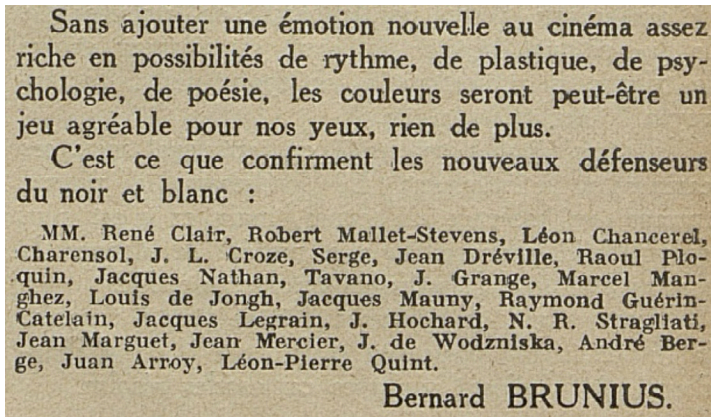 Sans ajouter une émotion nouvelle au cinéma assez
riche en possibilités de rythme, de plastique, de psy-
chologie, de poésie, les couleurs seront peut-être un
jeu agréable pour nos yeux, rien de plus.
C'est ce que confirment les nouveaux défenseurs
du noir et blanc :
MM. René Clair, Robert Mallet-Stevens, Léon Chancerel,
Charensol, J. L. Croze, Serge, Jean Dréville, Raoul Plo-
quin, Jacques Nathan, Tavano, J. Grange, Marcel Man-
ghez, Louis de Jongh, Jacques Mauny, Raymond Guérin-
Catelain, Jacques Legrain, J. Hochard, N. R. Stragliati,
Jean Marguet, Jean Mercier, J. de Wodzniska, André Ber-
ge, Juan Arroy, Léon-Pierre Quint.
Bernard BRUNIUS.